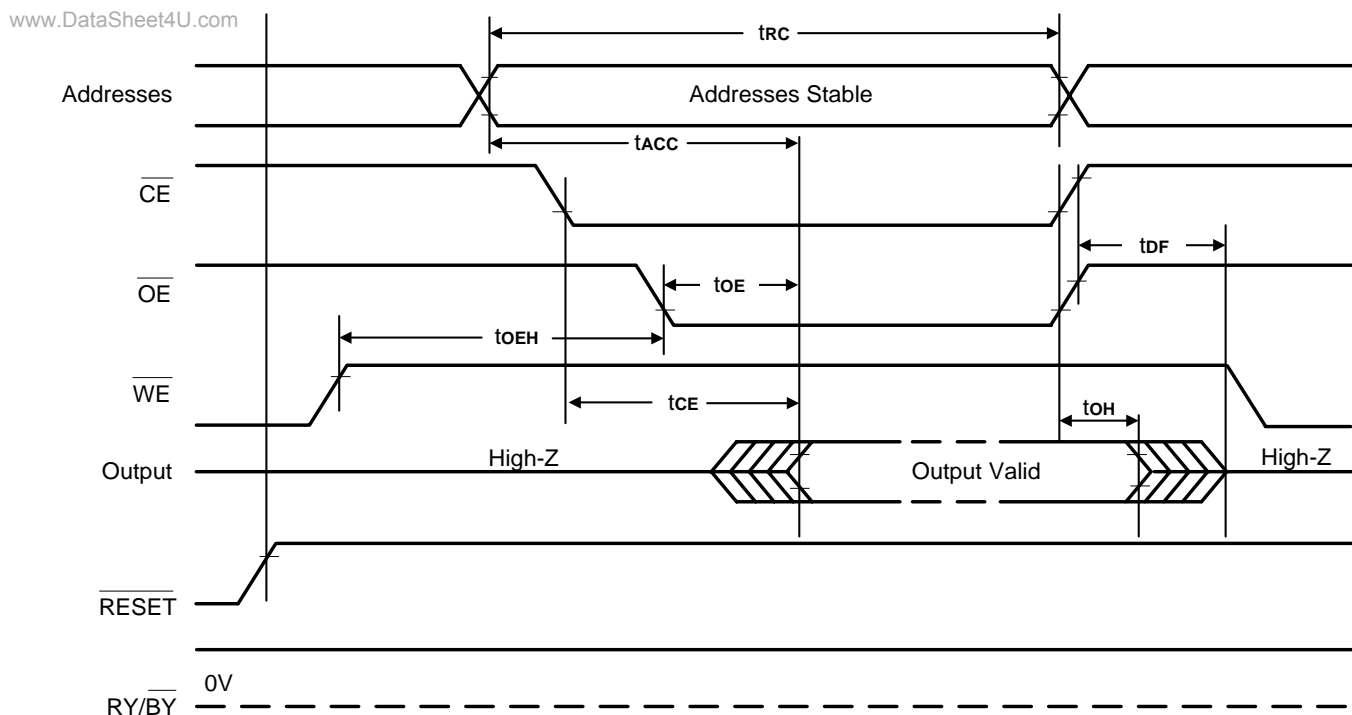 www.DataSheet4U.com
tRC
Addresses
Addresses Stable
tACC
CE
tDF
OE
tOE
tOEH
WE
tCE
tOH
Output
High-Z
Output Valid
High-Z
RESET
0V
RY/BY